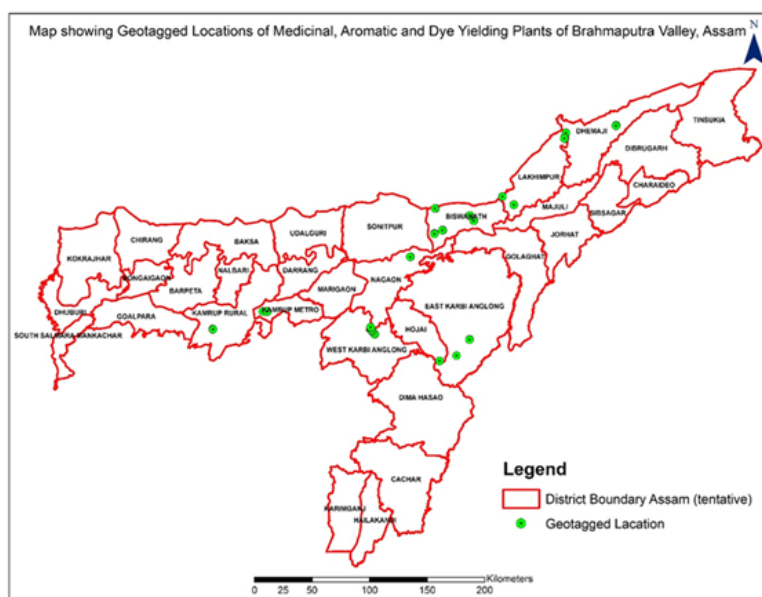 Map showing Geotagged Locations of Medicinal, Aromatic and Dye Yielding Plants of Brahmaputra Valley, Assam
N
TINSUKIA
DHEMAJI
DIBRUGARH
LAKHIMPUR
CHARAIDEO
MAJULI
SIBSAGAR
BISWANATH
SONITPUR
JORHAT
UDALGURI
CHIRANG
BAKSA
GOLAGHAT
KOKRAJHAR
NALBARI
DARRANG
BONGAIGAON
NAGAON
BARPETA
MARIGAON
EAST KARBI ANGLONG
DHUBURI
KAMRUP RURAL
KAMRUP METRO
GOALPARA
HOJAI
SOUTH SALMARA MANKACHAR
WEST KARBI ANGLONG
DIMA HASAO
CACHAR
KARIMGANJ
HAILAKANDI
Legend
District Boundary Assam (tentative)
Geotagged Lacation
Kilometers
0 25 50 100 150 200